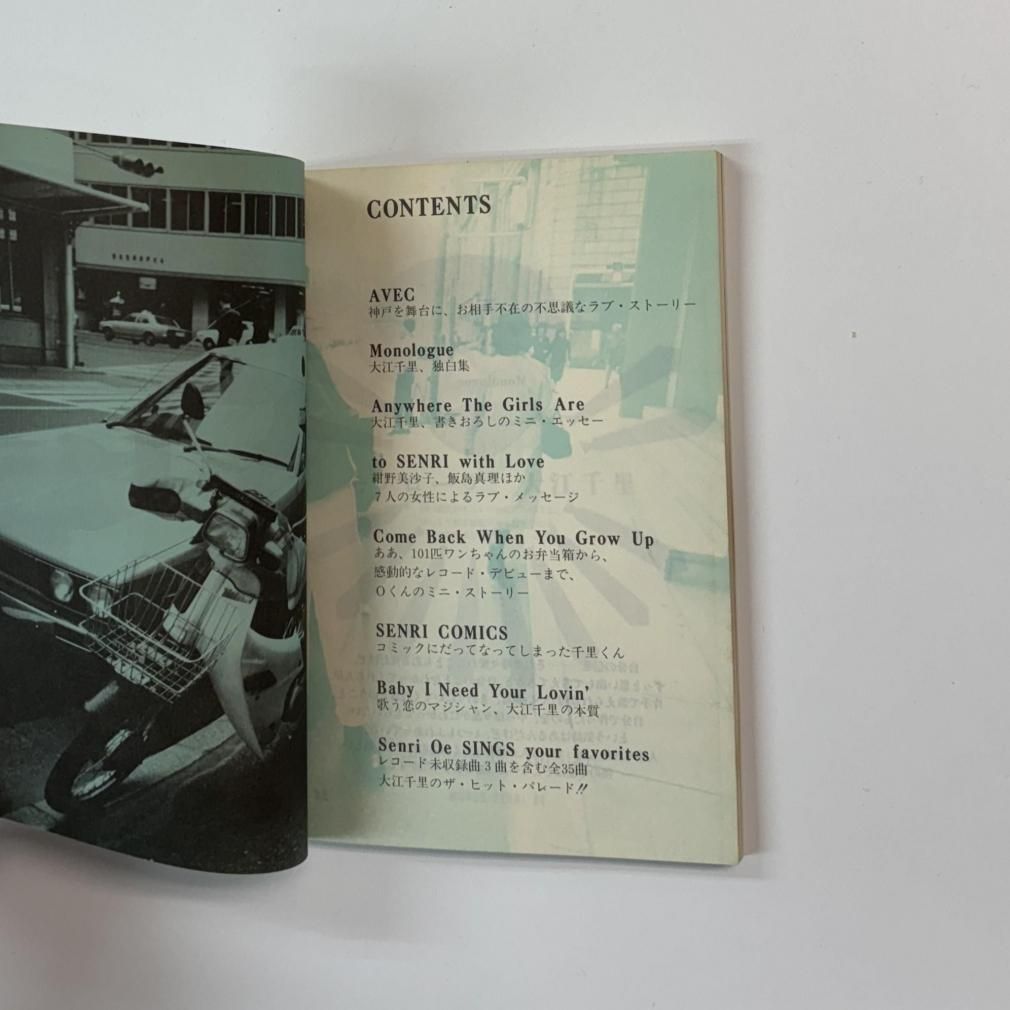 CONTENTS
AVEC
神戸を舞台に、お相手不在の不思議なラブ・ストーリー
Monologue
大江千里、独白集
Anywhere The Girls Are
大江千里、書きおろしのミニ・エッセー
to SENRI with Love
紺野美沙子、飯島真理ほか
7人の女性によるラブ・メッセージ
Come Back When You Grow Up
ああ、101匹ワンちゃんのお弁当箱から、
感動的なレコード・デビューまで、
Oくんのミニ・ストーリー
SENRI COMICS
コミックにだってなってしまった千里くん
Baby I Need Your Lovin'
歌う恋のマジシャン、大江千里の本質
Senri Oe SINGS your favorites
レコード未収録曲3曲を含む全35曲
大江千里のザ・ヒット・パレード!!